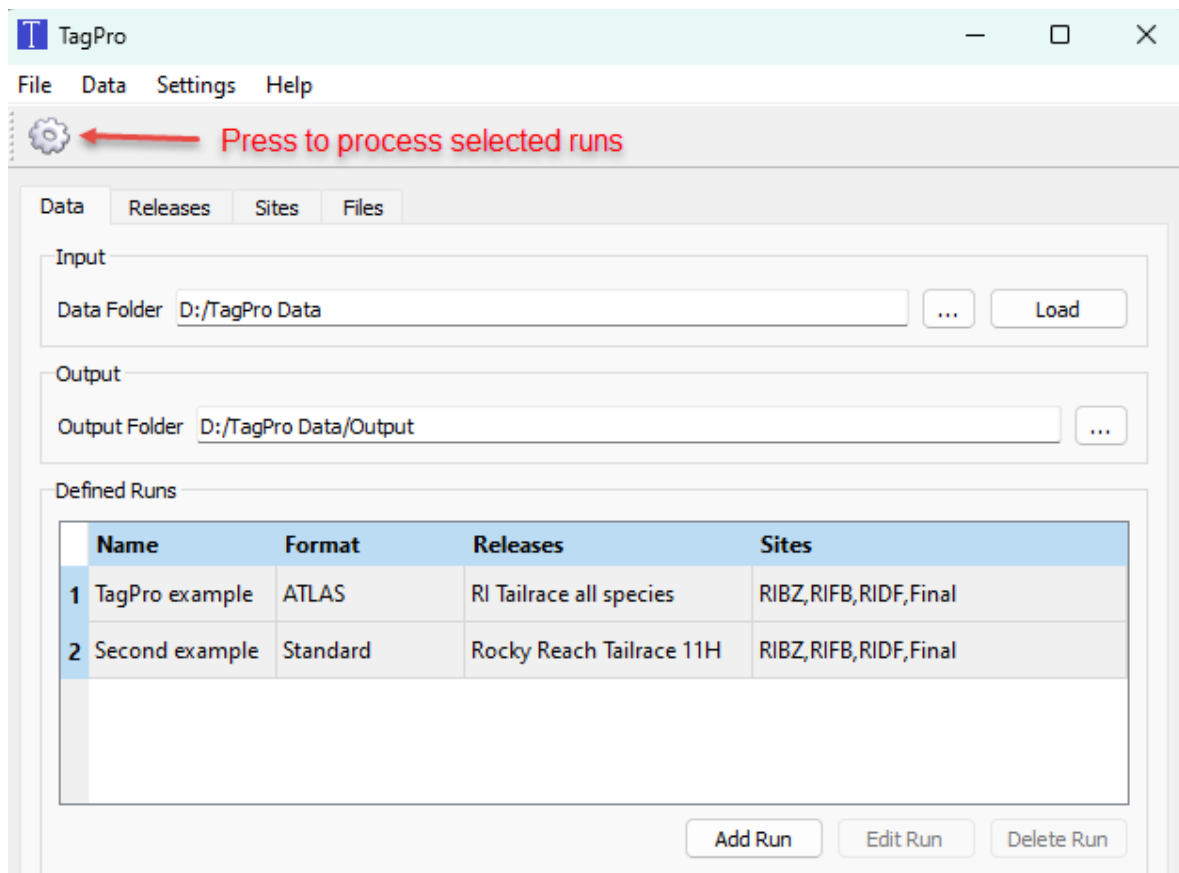 T TagPro
File Data Settings Help
Press to process selected runs
Data Releases Sites Files
Input
Data Folder D:/TagPro Data ... Load
Output
Output Folder D:/TagPro Data/Output ...
Defined Runs
Name Format Releases Sites
1 TagPro example ATLAS RI Tailrace all species RIBZ,RIFB,RIDF,Final
2 Second example Standard Rocky Reach Tailrace 11H RIBZ,RIFB,RIDF,Final
Add Run Edit Run Delete Run